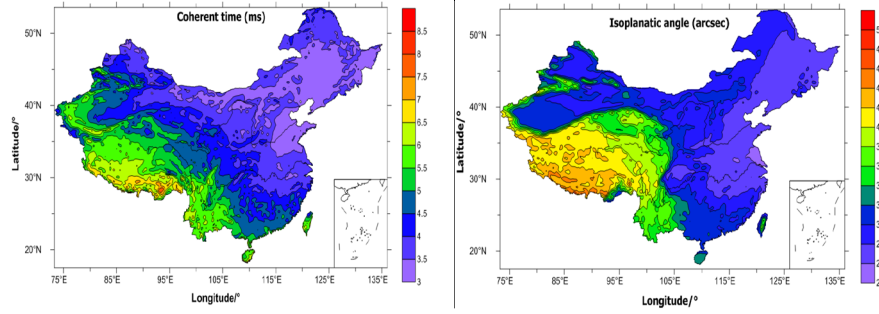 Coherent time (ms)
Latitude/°
50°N
40°N
30°N
20°N
75°E 85°E 95°E 105°E 115°E 125°E 135°E
Longitude/°
8.5
8
7.5
7
6.5
6
5.5
5
4.5
4
3.5
3
Isoplanatic angle (arcsec)
Latitude/°
50°N
40°N
30°N
20°N
75°E 85°E 95°E 105°E 115°E 125°E 135°E
Longitude/°